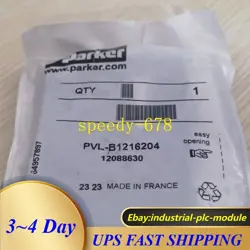 Parker
www.parker.com
QTY
1
speedy-678
easy
opening
PVL-B1216204
12088630
23 23 MADE IN FRANCE
3~4 Day
Ebay:industrial-plc-module
UPS FAST SHIPPING